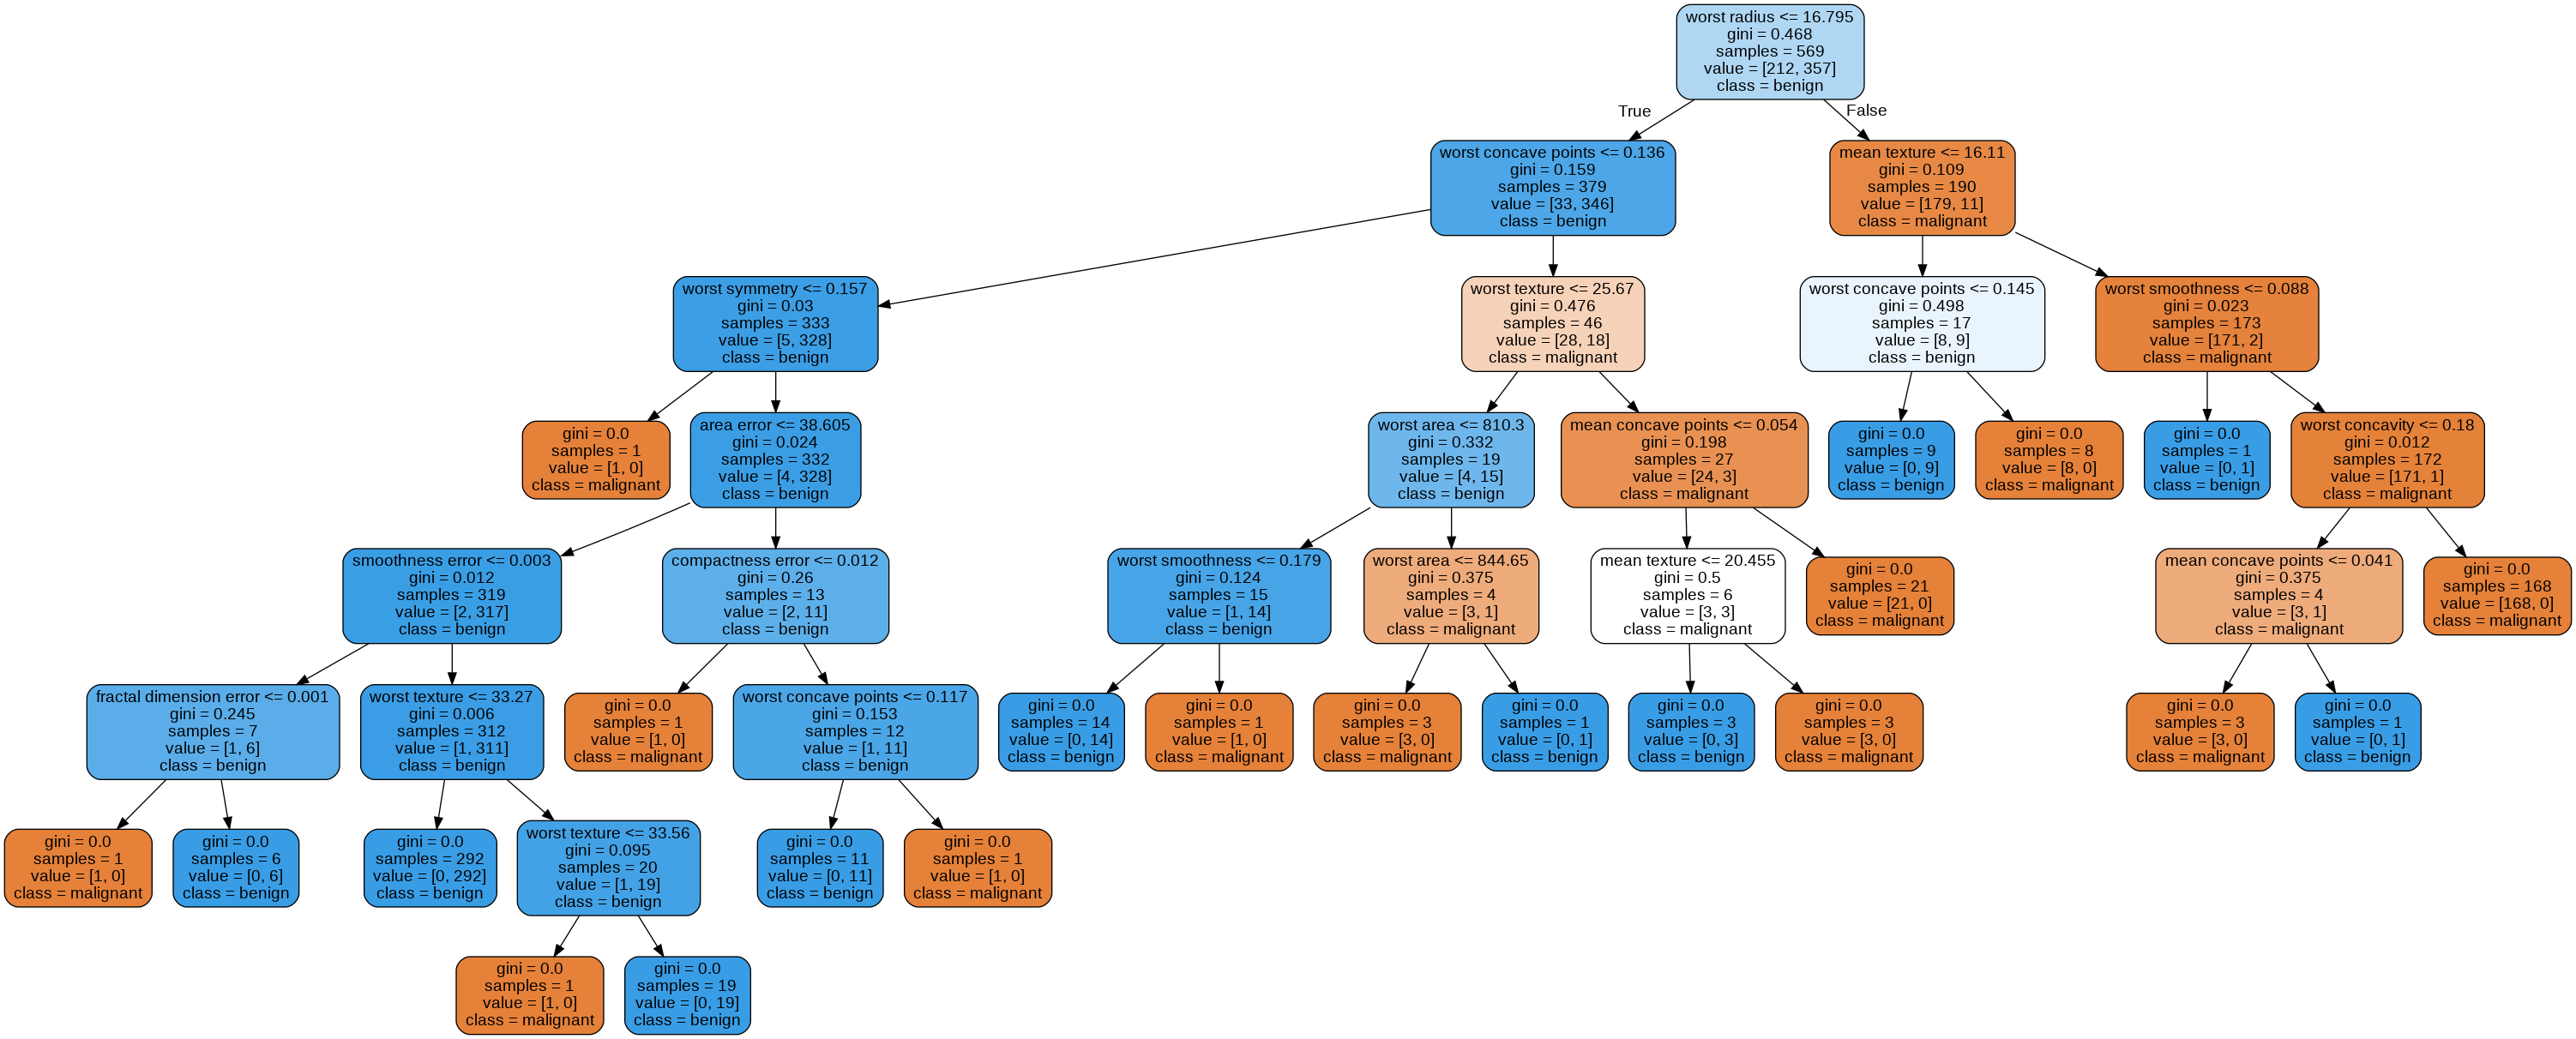 worst radius <= 16.795
gini = 0.468
samples = 569
value = [212, 357]
class = benign
True
False
worst concave points <= 0.136
gini = 0.159
samples = 379
value = [33, 346]
class = benign
mean texture <= 16.11
gini = 0.109
samples = 190
value = [179, 11]
class = malignant
worst symmetry <= 0.157
gini = 0.03
samples = 333
value = [5, 328]
class = benign
worst texture <= 25.67
gini = 0.476
samples = 46
value = [28, 18]
class = malignant
worst concave points <= 0.145
gini = 0.498
samples = 17
value = [8, 9]
class = benign
worst smoothness <= 0.088
gini = 0.023
samples = 173
value = [171, 2]
class = malignant
gini = 0.0
samples = 1
value = [1, 0]
class = malignant
area error <= 38.605
gini = 0.024
samples = 332
value = [4, 328]
class = benign
worst area <= 810.3
gini = 0.332
samples = 19
value = [4, 15]
class = benign
mean concave points <= 0.054
gini = 0.198
samples = 27
value = [24, 3]
class = malignant
gini = 0.0
samples = 9
value = [0, 9]
class = benign
gini = 0.0
samples = 8
value = [8, 0]
class = malignant
gini = 0.0
samples = 1
value = [0, 1]
class = benign
worst concavity <= 0.18
gini = 0.012
samples = 172
value = [171, 1]
class = malignant
smoothness error <= 0.003
gini = 0.012
samples = 319
value = [2, 317]
class = benign
compactness error <= 0.012
gini = 0.26
samples = 13
value = [2, 11]
class = benign
worst smoothness <= 0.179
gini = 0.124
samples = 15
value = [1, 14]
class = benign
worst area <= 844.65
gini = 0.375
samples = 4
value = [3, 1]
class = malignant
mean texture <= 20.455
gini = 0.5
samples = 6
value = [3, 3]
class = malignant
gini = 0.0
samples = 21
value = [21, 0]
class = malignant
mean concave points <= 0.041
gini = 0.375
samples = 4
value = [3, 1]
class = malignant
gini = 0.0
samples = 168
value = [168, 0]
class = malignant
fractal dimension error <= 0.001
gini = 0.245
samples = 7
value = [1, 6]
class = benign
worst texture <= 33.27
gini = 0.006
samples = 312
value = [1, 311]
class = benign
gini = 0.0
samples = 1
value = [1, 0]
class = malignant
worst concave points <= 0.117
gini = 0.153
samples = 12
value = [1, 11]
class = benign
gini = 0.0
samples = 14
value = [0, 14]
class = benign
gini = 0.0
samples = 1
value = [1, 0]
class = malignant
gini = 0.0
samples = 3
value = [3, 0]
class = malignant
gini = 0.0
samples = 1
value = [0, 1]
class = benign
gini = 0.0
samples = 3
value = [0, 3]
class = benign
gini = 0.0
samples = 3
value = [3, 0]
class = malignant
gini = 0.0
samples = 3
value = [3, 0]
class = malignant
gini = 0.0
samples = 1
value = [0, 1]
class = benign
gini = 0.0
samples = 1
value = [1, 0]
class = malignant
gini = 0.0
samples = 6
value = [0, 6]
class = benign
gini = 0.0
samples = 292
value = [0, 292]
class = benign
worst texture <= 33.56
gini = 0.095
samples = 20
value = [1, 19]
class = benign
gini = 0.0
samples = 11
value = [0, 11]
class = benign
gini = 0.0
samples = 1
value = [1, 0]
class = malignant
gini = 0.0
samples = 1
value = [1, 0]
class = malignant
gini = 0.0
samples = 19
value = [0, 19]
class = benign